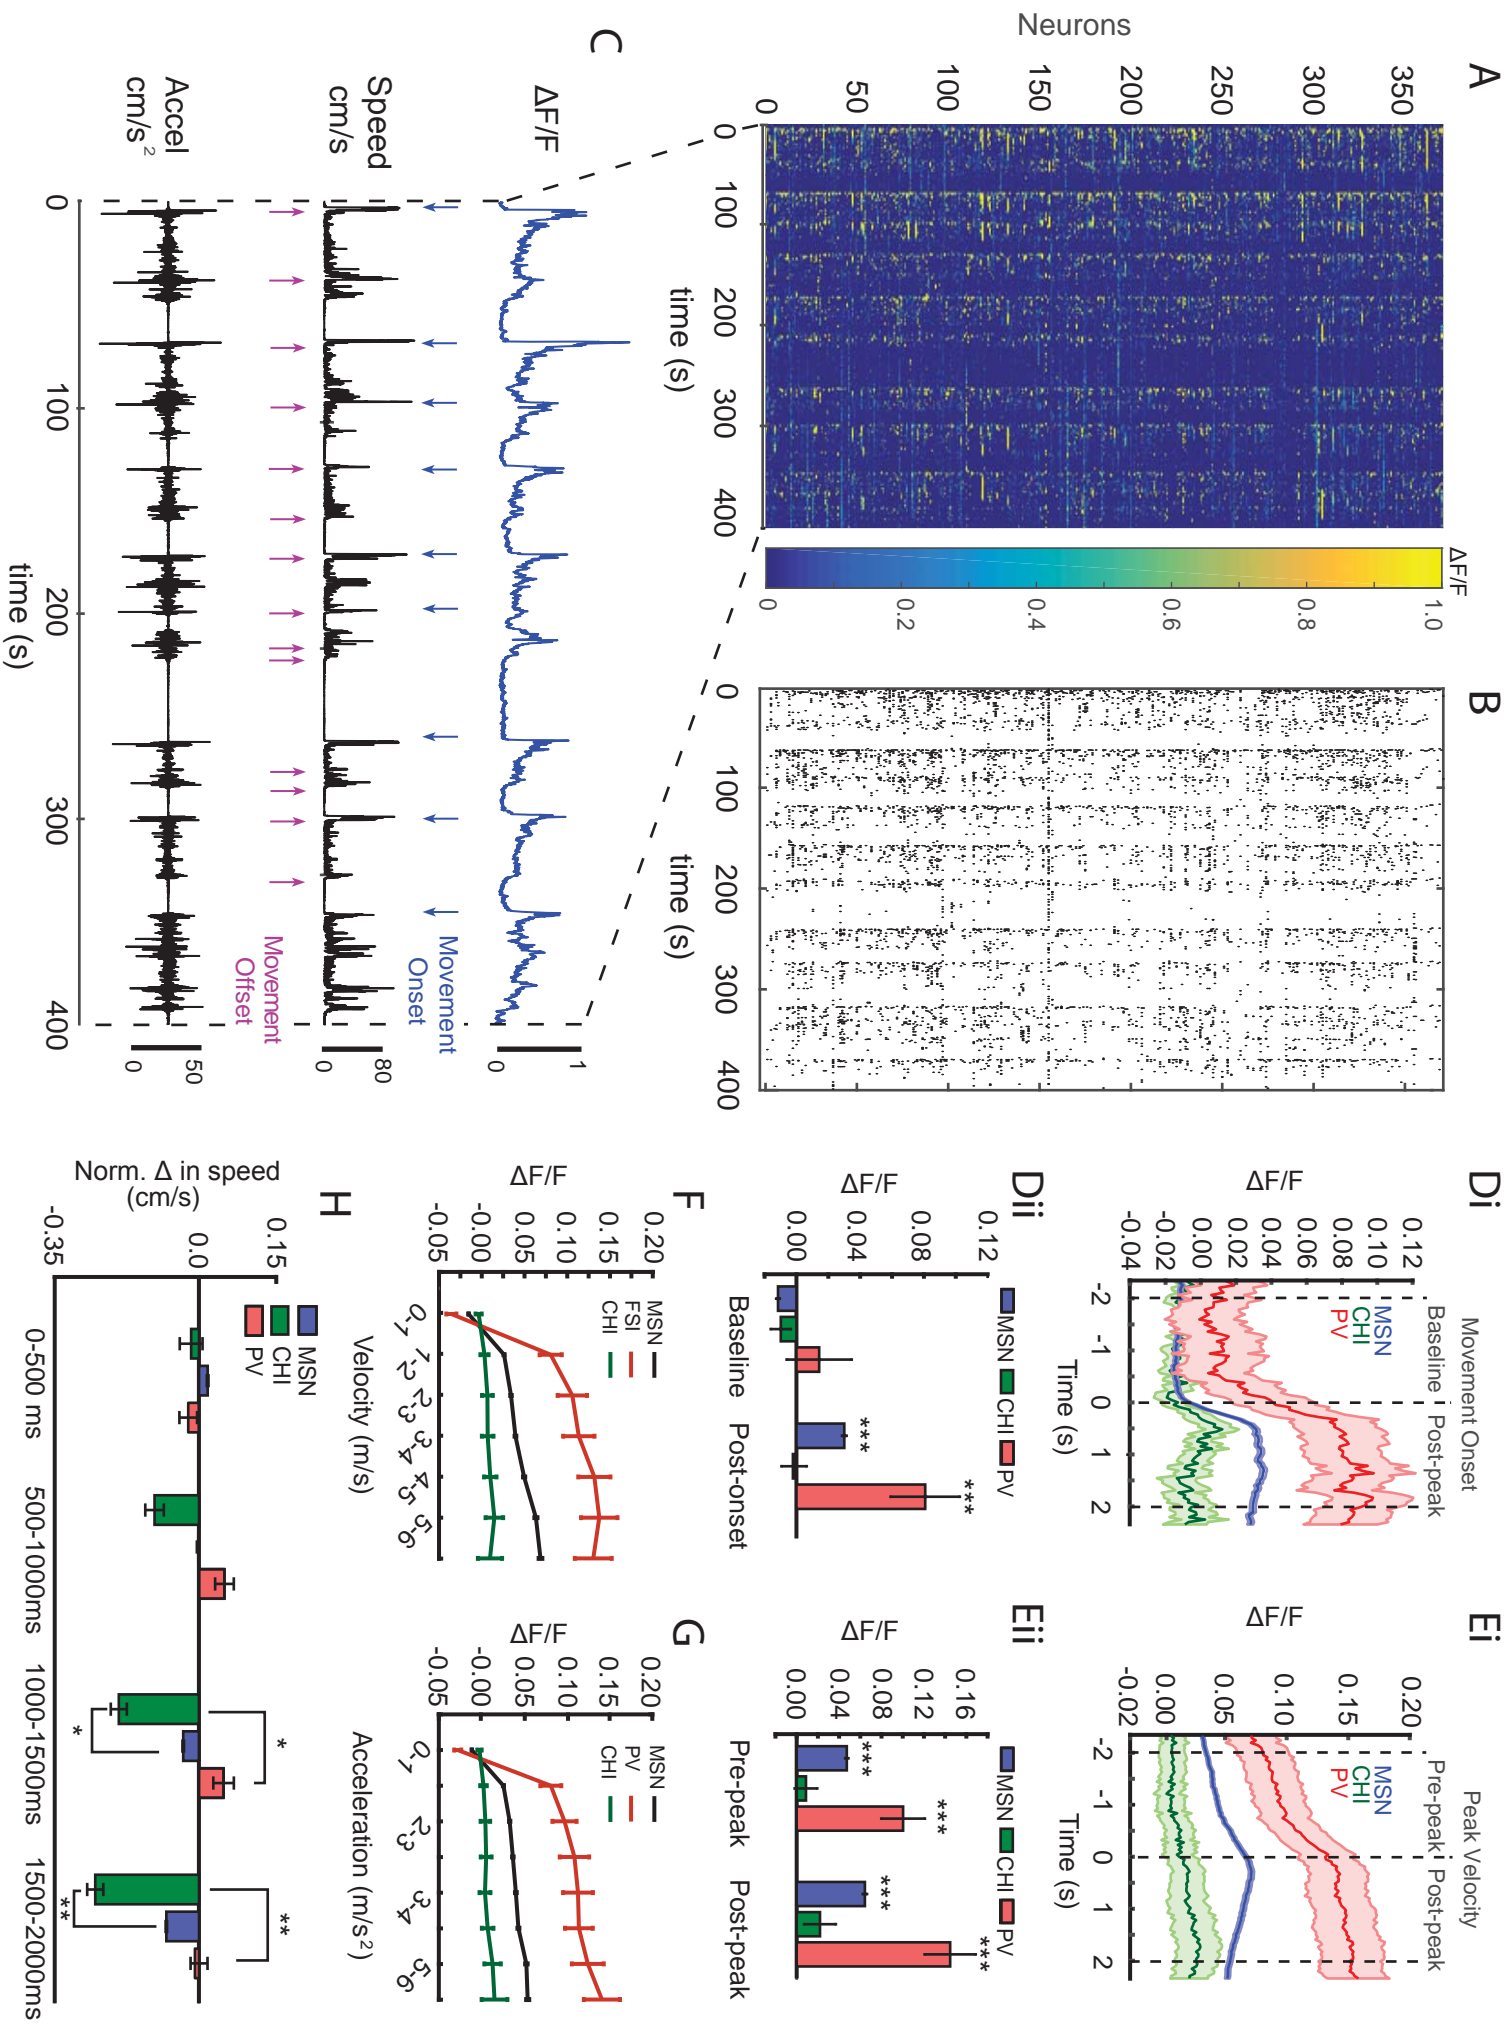 A
Neurons
350
300
250
200
150
100
50
0
0
100
200
300
400
time (s)
ΔF/F
1.0
0.8
0.6
0.4
0.2
0
B
0
100
200
300
400
time (s)
C
ΔF/F
1
0
Movement
Onset
Speed
cm/s
80
0
Movement
Offset
Accel
cm/s²
50
0
0
100
200
300
400
time (s)
Di
Movement Onset
Baseline
Post-peak
ΔF/F
0.12
0.10
0.08
0.06
0.04
0.02
0.00
-0.02
-0.04
MSN
CHI
PV
-2
-1
0
1
2
Time (s)
Ei
Peak Velocity
Pre-peak
Post-peak
ΔF/F
0.20
0.15
0.10
0.05
0.00
-0.02
MSN
CHI
PV
-2
-1
0
1
2
Time (s)
Dii
MSN
CHI
PV
ΔF/F
0.12
0.08
0.04
0.00
***
***
Baseline
Post-onset
Eii
MSN
CHI
PV
ΔF/F
0.16
0.12
0.08
0.04
0.00
***
***
***
***
Pre-peak
Post-peak
F
ΔF/F
0.20
0.15
0.10
0.05
-0.00
-0.05
MSN
FSI
CHI
0-1
1-2
2-3
3-4
4-5
5-6
Velocity (m/s)
G
ΔF/F
0.20
0.15
0.10
0.05
-0.00
-0.05
MSN
PV
CHI
0-1
2-3
3-4
5-6
Acceleration (m/s²)
H
Norm. Δ in speed
(cm/s)
0.15
0.0
-0.35
MSN
CHI
PV
*
*
**
**
0-500 ms
500-1000ms
1000-1500ms
1500-2000ms